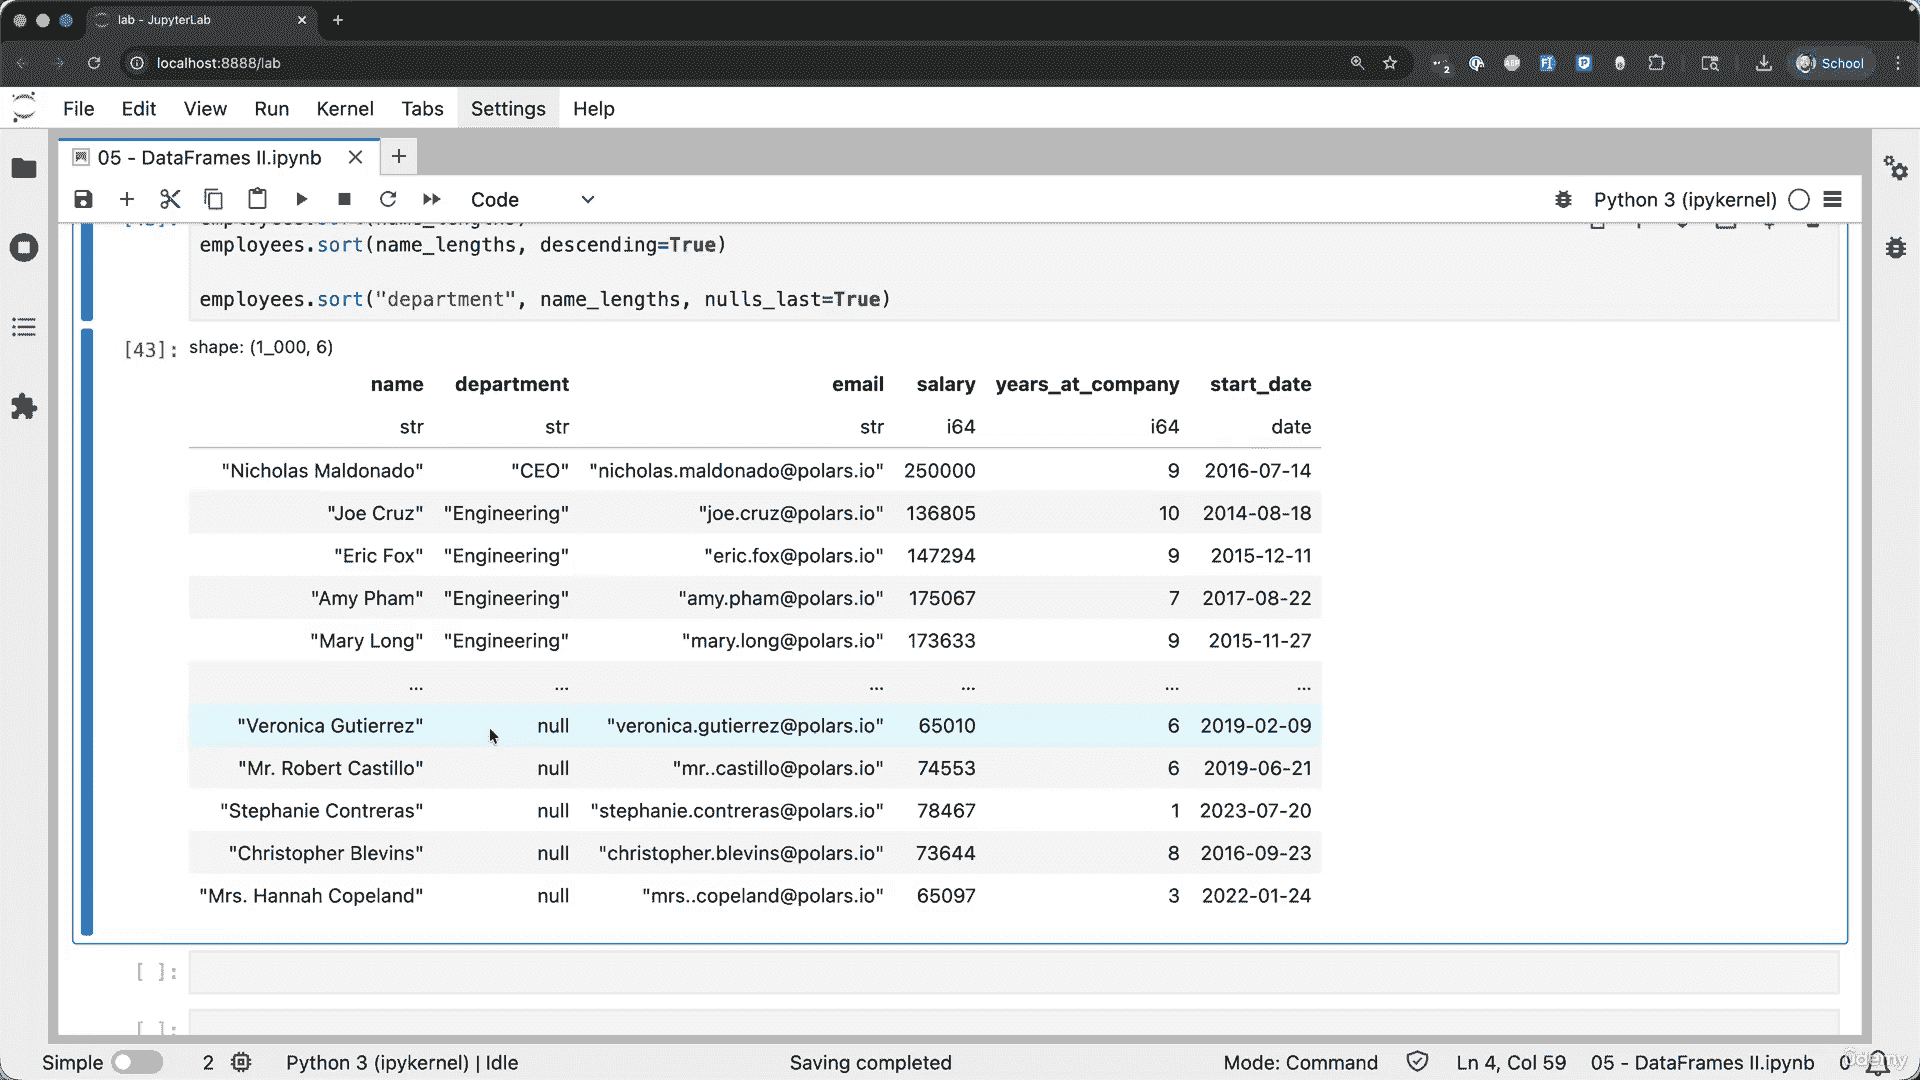 lab - JupyterLab
localhost:8888/lab
2
ABP
School
File Edit View Run Kernel Tabs Settings Help
05 - DataFrames II.ipynb
Code
Python 3 (ipykernel)
employees.sort(name_lengths, descending=True)
employees.sort("department", name_lengths, nulls_last=True)
[43]: shape: (1_000, 6)
name department email salary years_at_company start_date
str str str i64 i64 date
"Nicholas Maldonado" "CEO" "nicholas.maldonado@polars.io" 250000 9 2016-07-14
"Joe Cruz" "Engineering" "joe.cruz@polars.io" 136805 10 2014-08-18
"Eric Fox" "Engineering" "eric.fox@polars.io" 147294 9 2015-12-11
"Amy Pham" "Engineering" "amy.pham@polars.io" 175067 7 2017-08-22
"Mary Long" "Engineering" "mary.long@polars.io" 173633 9 2015-11-27
… … … … … …
"Veronica Gutierrez" null "veronica.gutierrez@polars.io" 65010 6 2019-02-09
"Mr. Robert Castillo" null "mr..castillo@polars.io" 74553 6 2019-06-21
"Stephanie Contreras" null "stephanie.contreras@polars.io" 78467 1 2023-07-20
"Christopher Blevins" null "christopher.blevins@polars.io" 73644 8 2016-09-23
"Mrs. Hannah Copeland" null "mrs..copeland@polars.io" 65097 3 2022-01-24
[ ]:
[ ]:
Simple 2 Python 3 (ipykernel) | Idle Saving completed Mode: Command Ln 4, Col 59 05 - DataFrames II.ipynb 0
Udemy